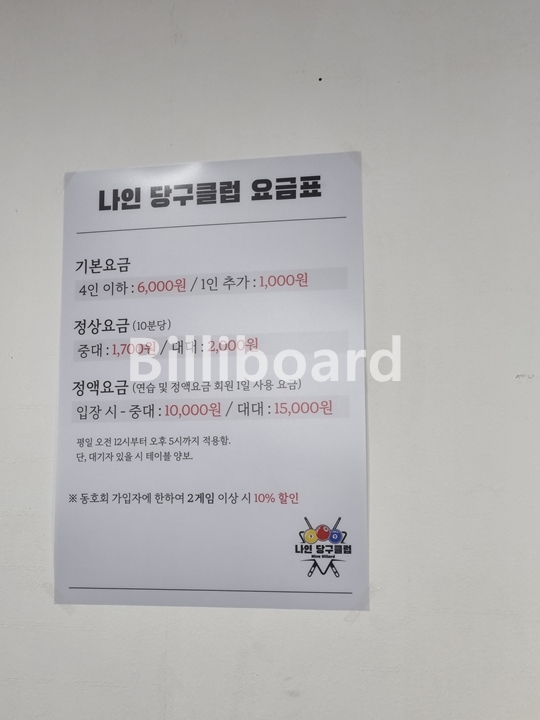 나인 당구클럽 요금표
기본요금
4인 이하 : 6,000원 / 1인 추가 : 1,000원
정상요금 (10분당)
중대 : 1,700원 / 대대 : 2,000원
Billiboard
정액요금 (연습 및 정액요금 회원 1일 사용 요금)
입장 시 - 중대 : 10,000원 / 대대 : 15,000원
평일 오전 12시부터 오후 5시까지 적용함.
단, 대기자 있을 시 테이블 양보.
※ 동호회 가입자에 한하여 2게임 이상 시 10% 할인
나인 당구클럽
Nine billard